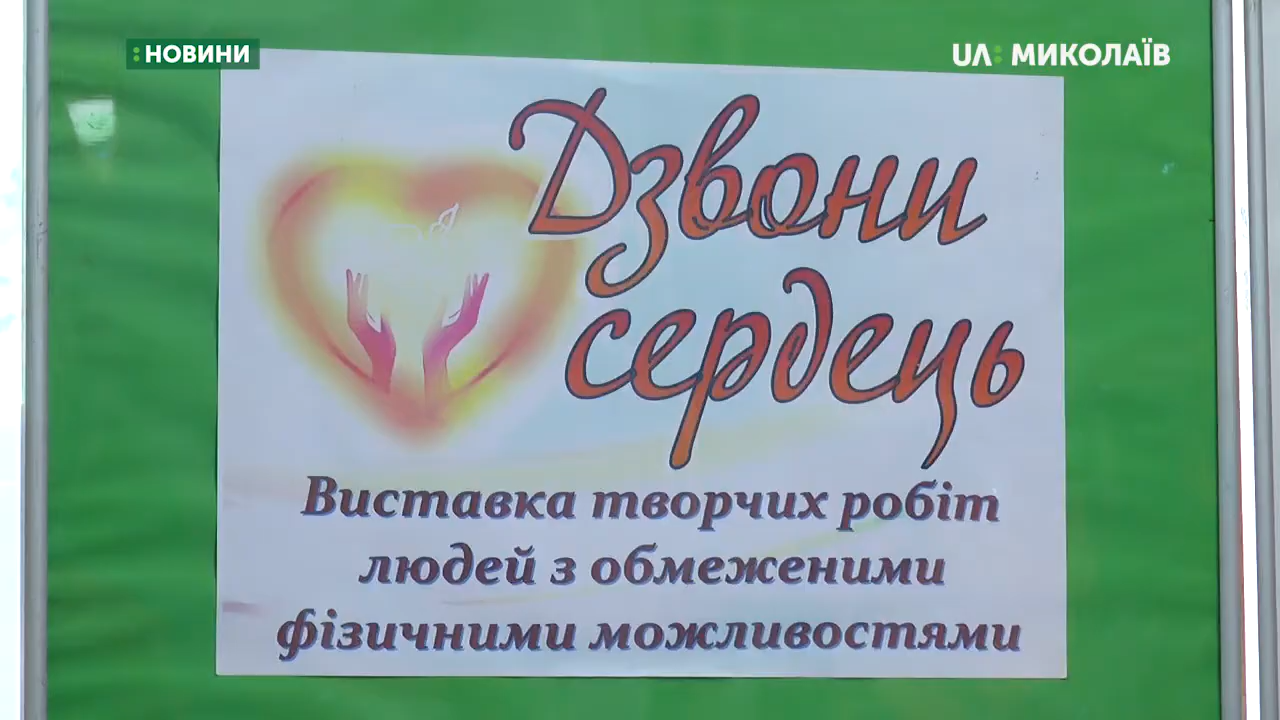 :НОВИНИ
UA: МИКОЛАЇВ
Дзвони
сердець
Виставка творчих робіт
людей з обмеженими
фізичними можливостями